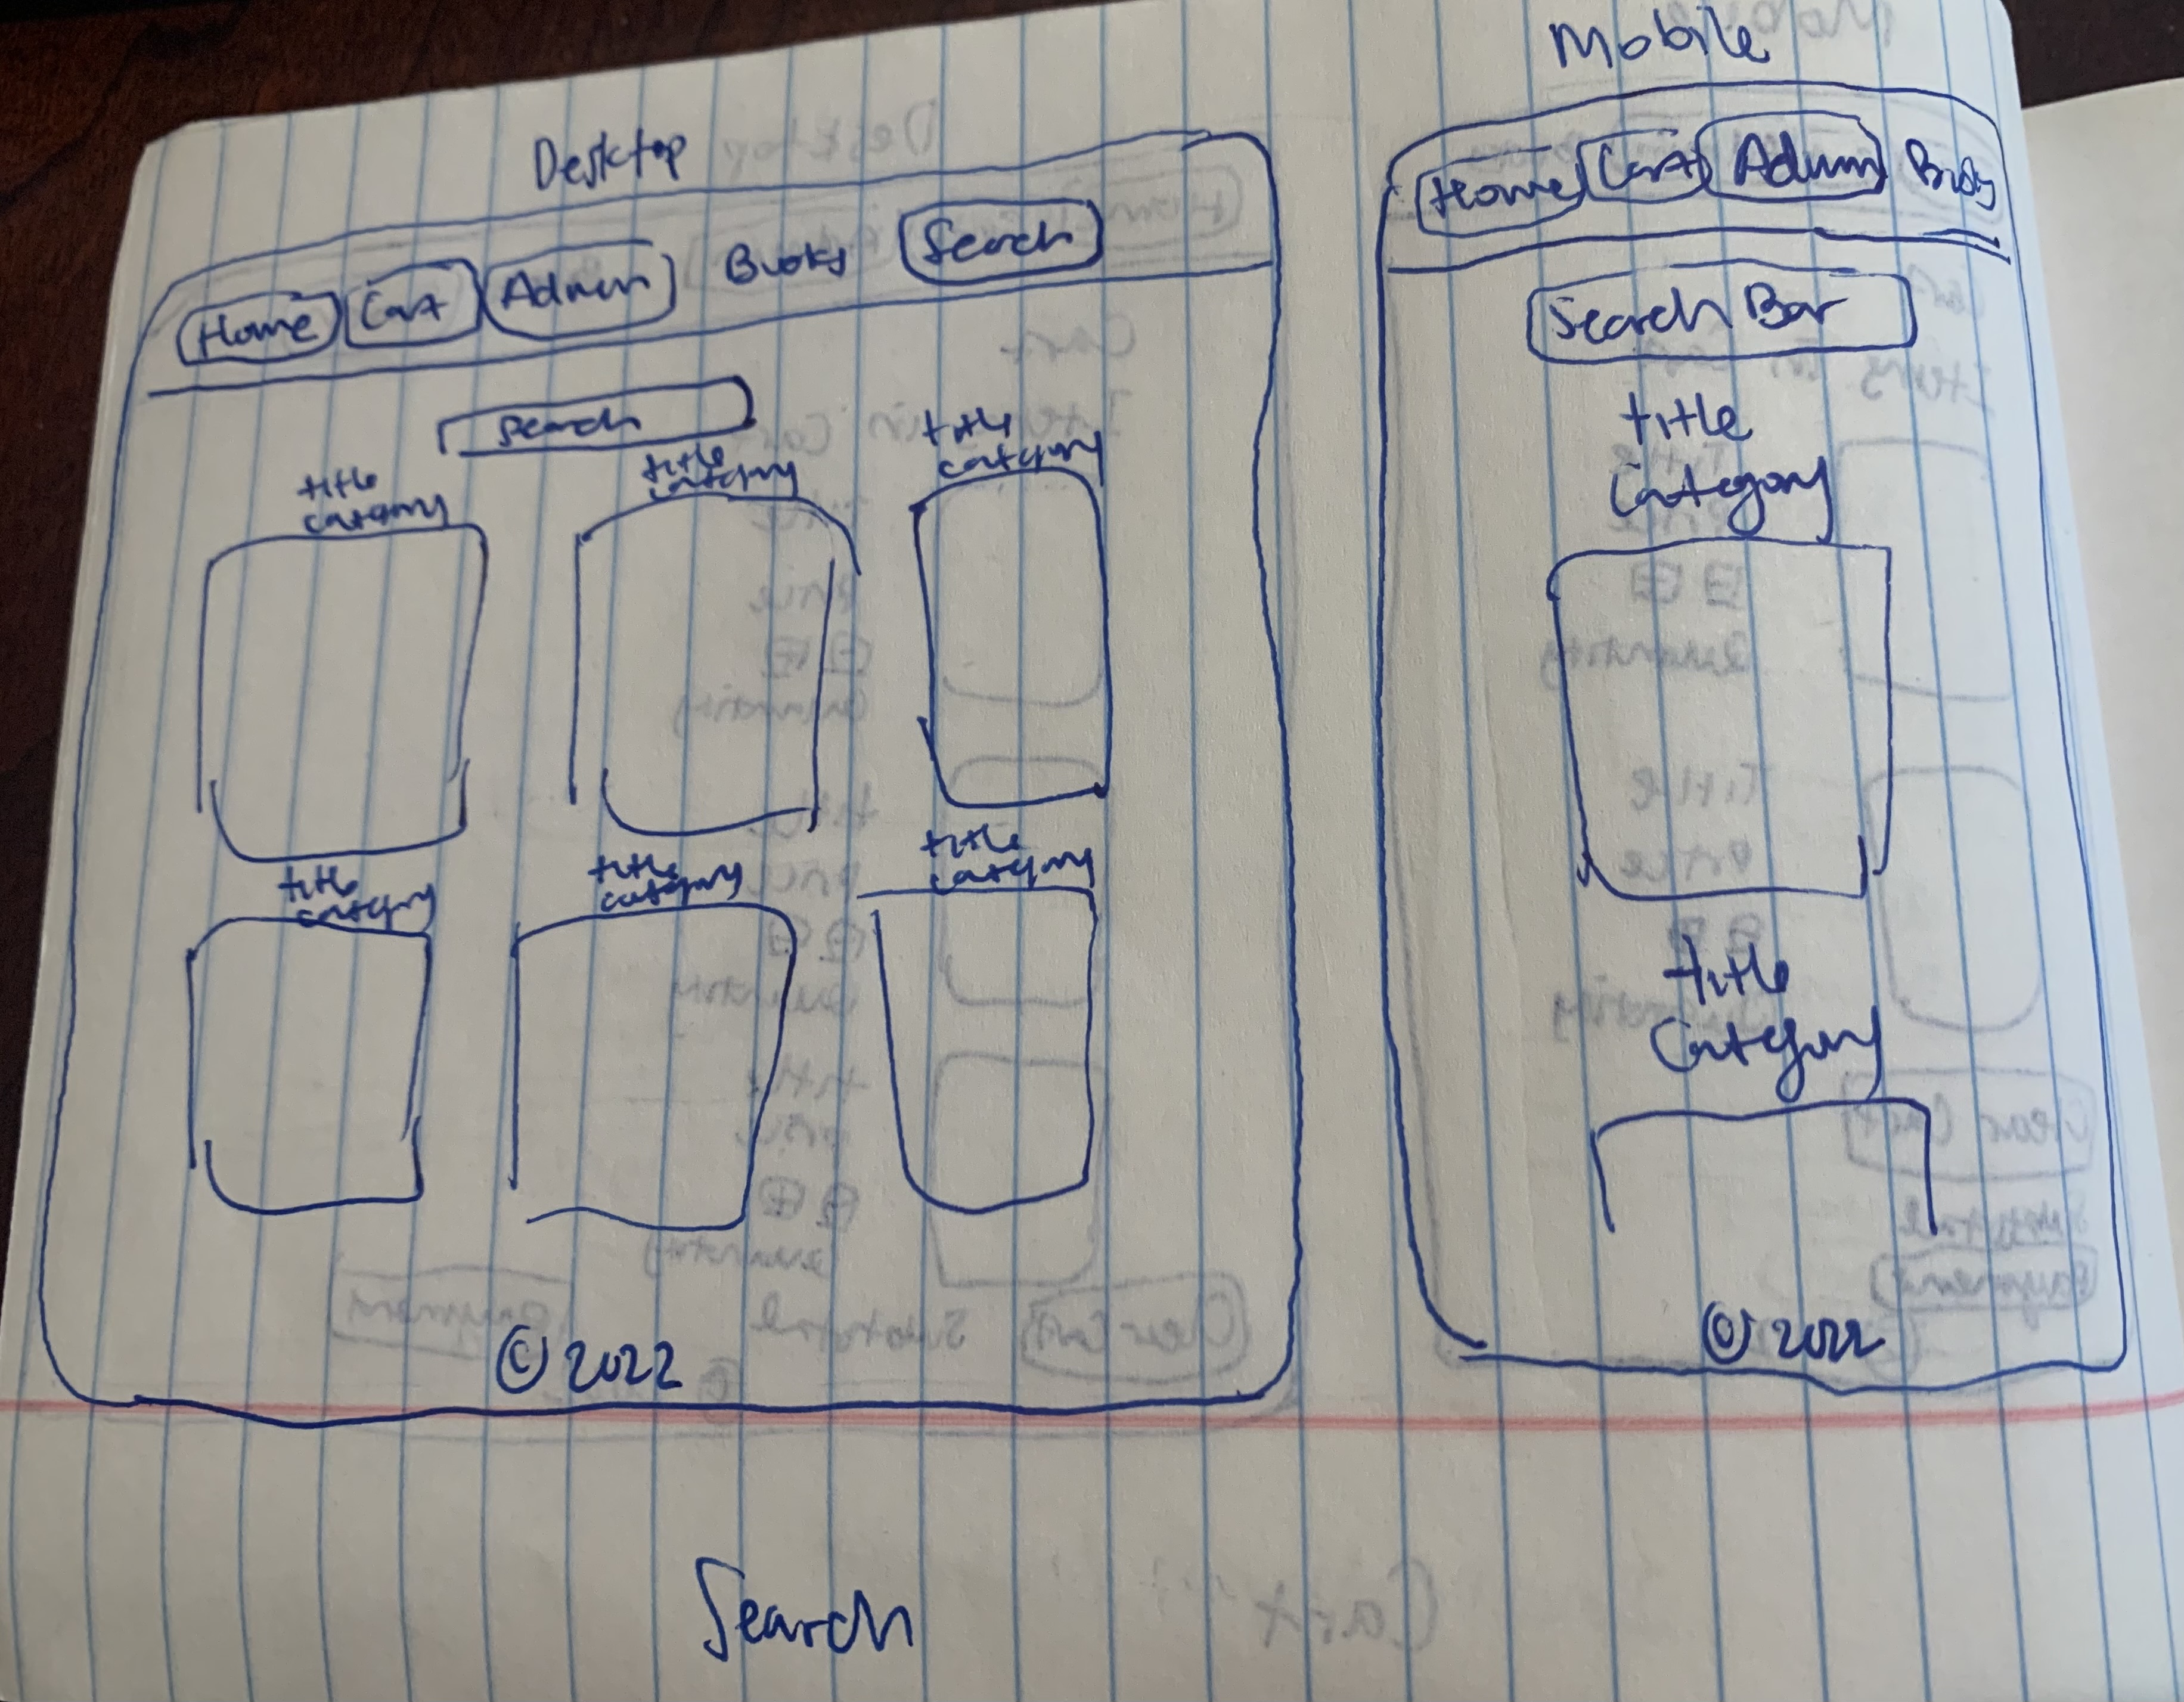 Desktop
Home Cart Admin Books Search
Search
title
category
title
category
title
category
title
category
title
category
title
category
© 2022
Mobile
Home Cart Admin
Search Bar
title
Category
title
Category
© 2022
Search
Cart